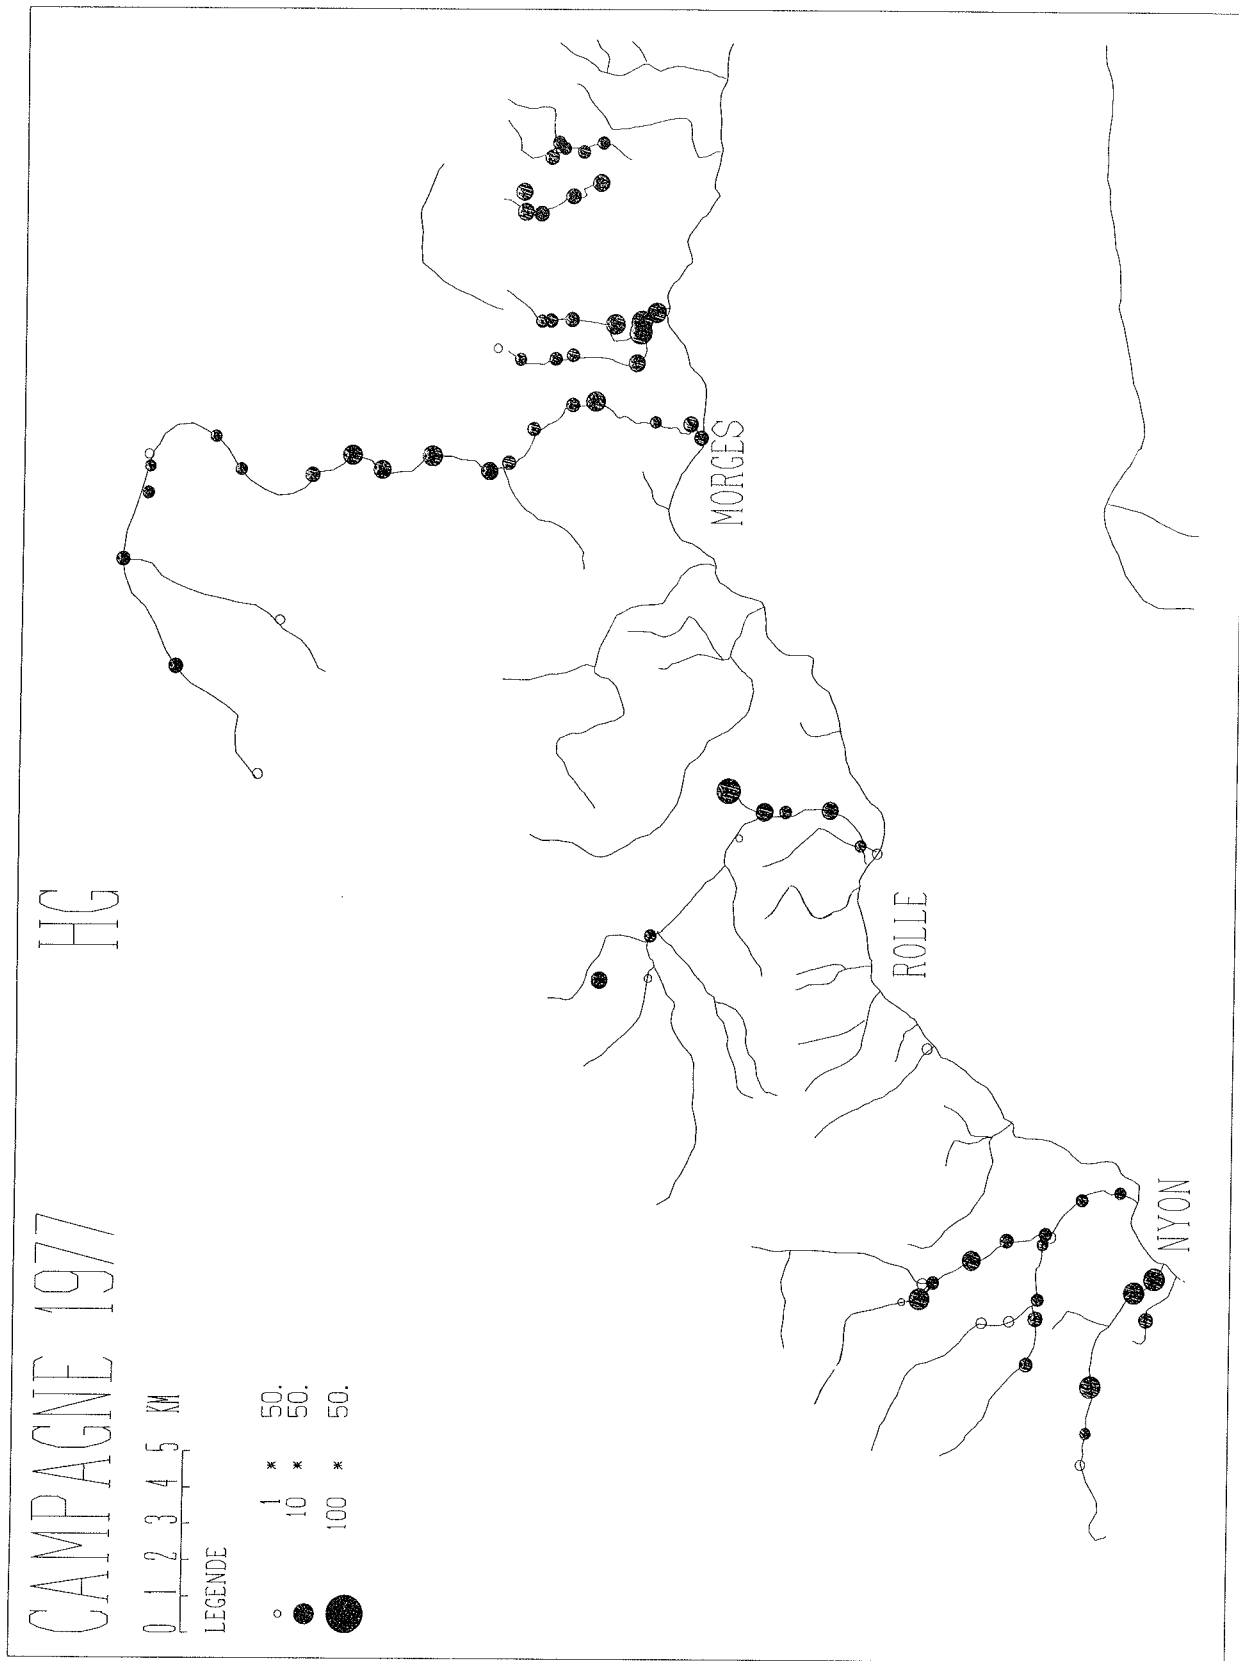 CAMPAGNE 1977 HG
0 1 2 3 4 5 KM
LEGENDE
1 * 50.
10 * 50.
100 * 50.
MORGES
ROLLE
NYON